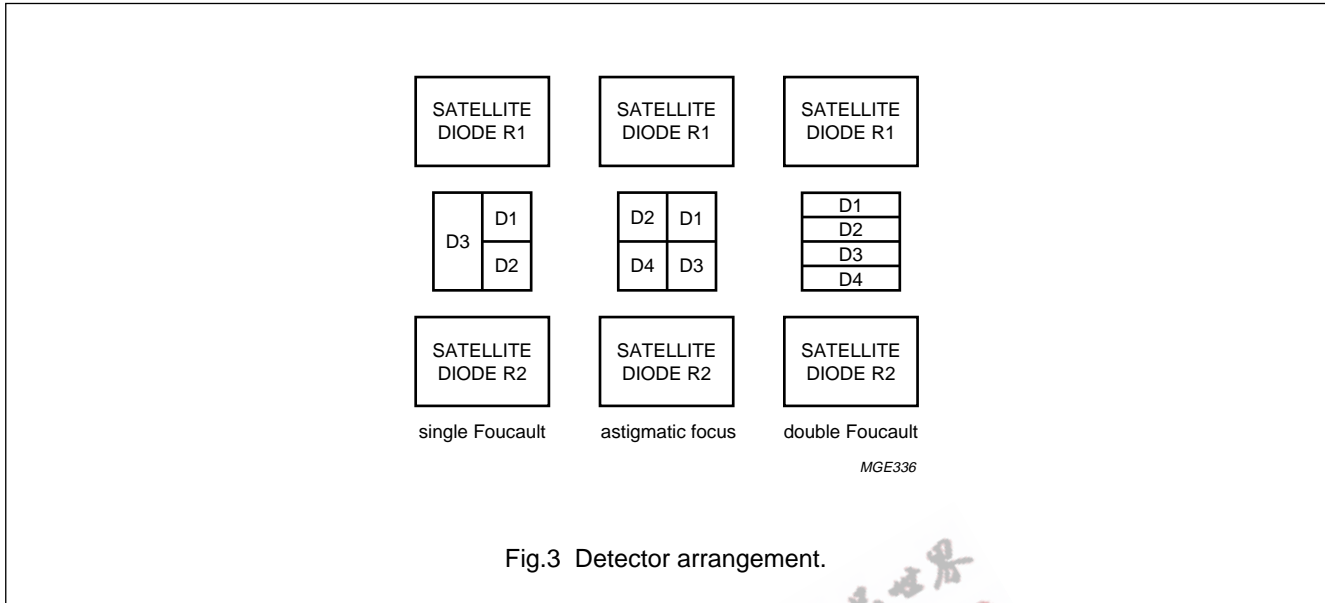 SATELLITE
DIODE R1
SATELLITE
DIODE R1
SATELLITE
DIODE R1
D3
D1
D2
D2
D1
D4
D3
D1
D2
D3
D4
SATELLITE
DIODE R2
SATELLITE
DIODE R2
SATELLITE
DIODE R2
single Foucault
astigmatic focus
double Foucault
MGE336
Fig.3 Detector arrangement.